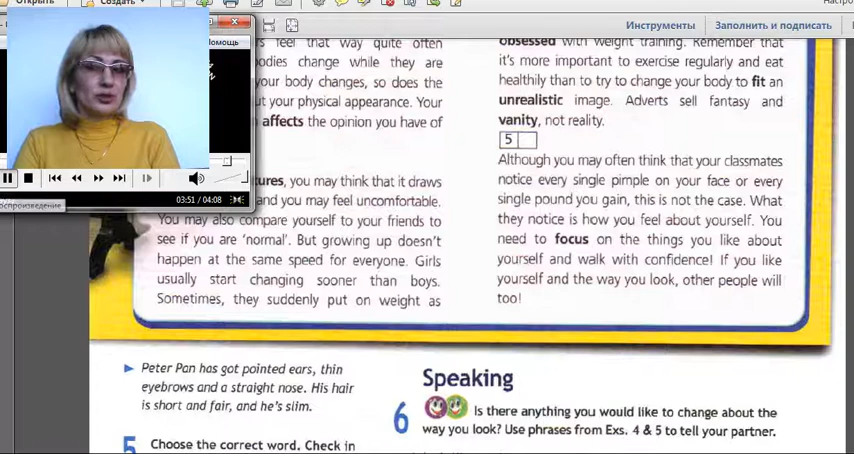 Открыть
Создать
Настро
Инструменты
Заполнить и подписать
Помощь
03:51 / 04:08
оспроизведение
feel that way quite often
bodies change while they are
your body changes, so does the
your physical appearance. Your
affects the opinion you have of
you may think that it draws
and you may feel uncomfortable.
You may also compare yourself to your friends to
see if you are 'normal'. But growing up doesn't
happen at the same speed for everyone. Girls
usually start changing sooner than boys.
Sometimes, they suddenly put on weight as
obsessed with weight training. Remember that
it's more important to exercise regularly and eat
healthily than to try to change your body to fit an
unrealistic image. Adverts sell fantasy and
vanity, not reality.
5
Although you may often think that your classmates
notice every single pimple on your face or every
single pound you gain, this is not the case. What
they notice is how you feel about yourself. You
need to focus on the things you like about
yourself and walk with confidence! If you like
yourself and the way you look, other people will
too!
Peter Pan has got pointed ears, thin
eyebrows and a straight nose. His hair
is short and fair, and he's slim.
5 Choose the correct word. Check in
Speaking
6 Is there anything you would like to change about the
way you look? Use phrases from Exs. 4 & 5 to tell your partner.